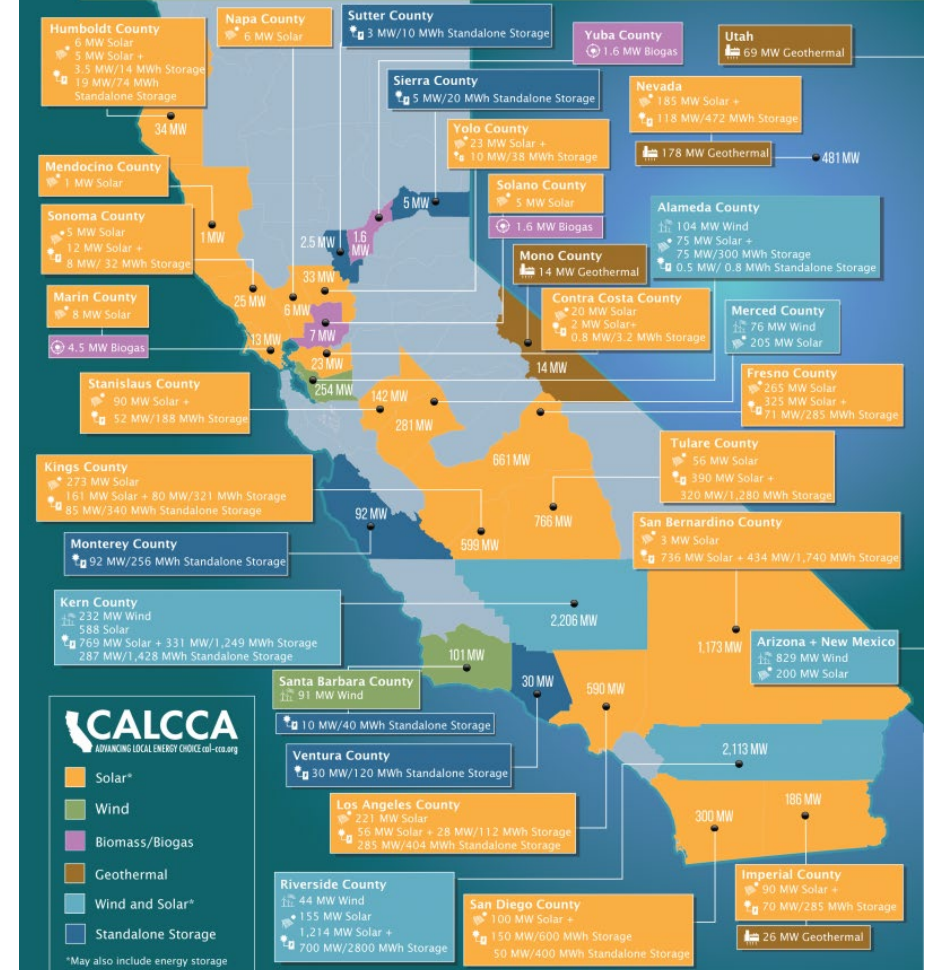 Humboldt County
6 MW Solar
5 MW Solar +
3.5 MW/14 MWh Storage
19 MW/74 MWh
Standalone Storage
Napa County
6 MW Solar
Sutter County
3 MW/10 MWh Standalone Storage
Yuba County
1.6 MW Biogas
Utah
69 MW Geothermal
Sierra County
5 MW/20 MWh Standalone Storage
Nevada
185 MW Solar +
118 MW/472 MWh Storage
178 MW Geothermal
481 MW
34 MW
Yolo County
23 MW Solar +
10 MW/38 MWh Storage
Mendocino County
1 MW Solar
Solano County
5 MW Solar
1.6 MW Biogas
5 MW
Alameda County
104 MW Wind
75 MW Solar +
75 MW/300 MWh Storage
0.5 MW/ 0.8 MWh Standalone Storage
Sonoma County
5 MW Solar
12 MW Solar +
8 MW/ 32 MWh Storage
1 MW
2.5 MW
1.6
MW
Mono County
14 MW Geothermal
33 MW
25 MW
6 MW
Marin County
8 MW Solar
4.5 MW Biogas
Contra Costa County
20 MW Solar
2 MW Solar+
0.8 MW/3.2 MWh Storage
Merced County
76 MW Wind
205 MW Solar
13 MW
7 MW
23 MW
14 MW
254 MW
Stanislaus County
90 MW Solar +
52 MW/188 MWh Storage
142 MW
281 MW
Fresno County
265 MW Solar
325 MW Solar +
71 MW/285 MWh Storage
661 MW
Tulare County
56 MW Solar
390 MW Solar +
320 MW/1,280 MWh Storage
Kings County
273 MW Solar
161 MW Solar + 80 MW/321 MWh Storage
85 MW/340 MWh Standalone Storage
92 MW
766 MW
599 MW
San Bernardino County
3 MW Solar
736 MW Solar + 434 MW/1,740 MWh Storage
Monterey County
92 MW/256 MWh Standalone Storage
Kern County
232 MW Wind
588 Solar
769 MW Solar + 331 MW/1,249 MWh Storage
287 MW/1,428 MWh Standalone Storage
2,206 MW
1,173 MW
Arizona + New Mexico
829 MW Wind
200 MW Solar
101 MW
Santa Barbara County
91 MW Wind
10 MW/40 MWh Standalone Storage
30 MW
590 MW
CALCCA
ADVANCING LOCAL ENERGY CHOICE cal-cca.org
Solar*
Wind
Biomass/Biogas
Geothermal
Wind and Solar*
Standalone Storage
*May also include energy storage
Ventura County
30 MW/120 MWh Standalone Storage
2,113 MW
Los Angeles County
221 MW Solar
56 MW Solar + 28 MW/112 MWh Storage
285 MW/404 MWh Standalone Storage
300 MW
186 MW
Riverside County
44 MW Wind
155 MW Solar
1,214 MW Solar +
700 MW/2800 MWh Storage
San Diego County
100 MW Solar +
150 MW/600 MWh Storage
50 MW/400 MWh Standalone Storage
Imperial County
90 MW Solar +
70 MW/285 MWh Storage
26 MW Geothermal